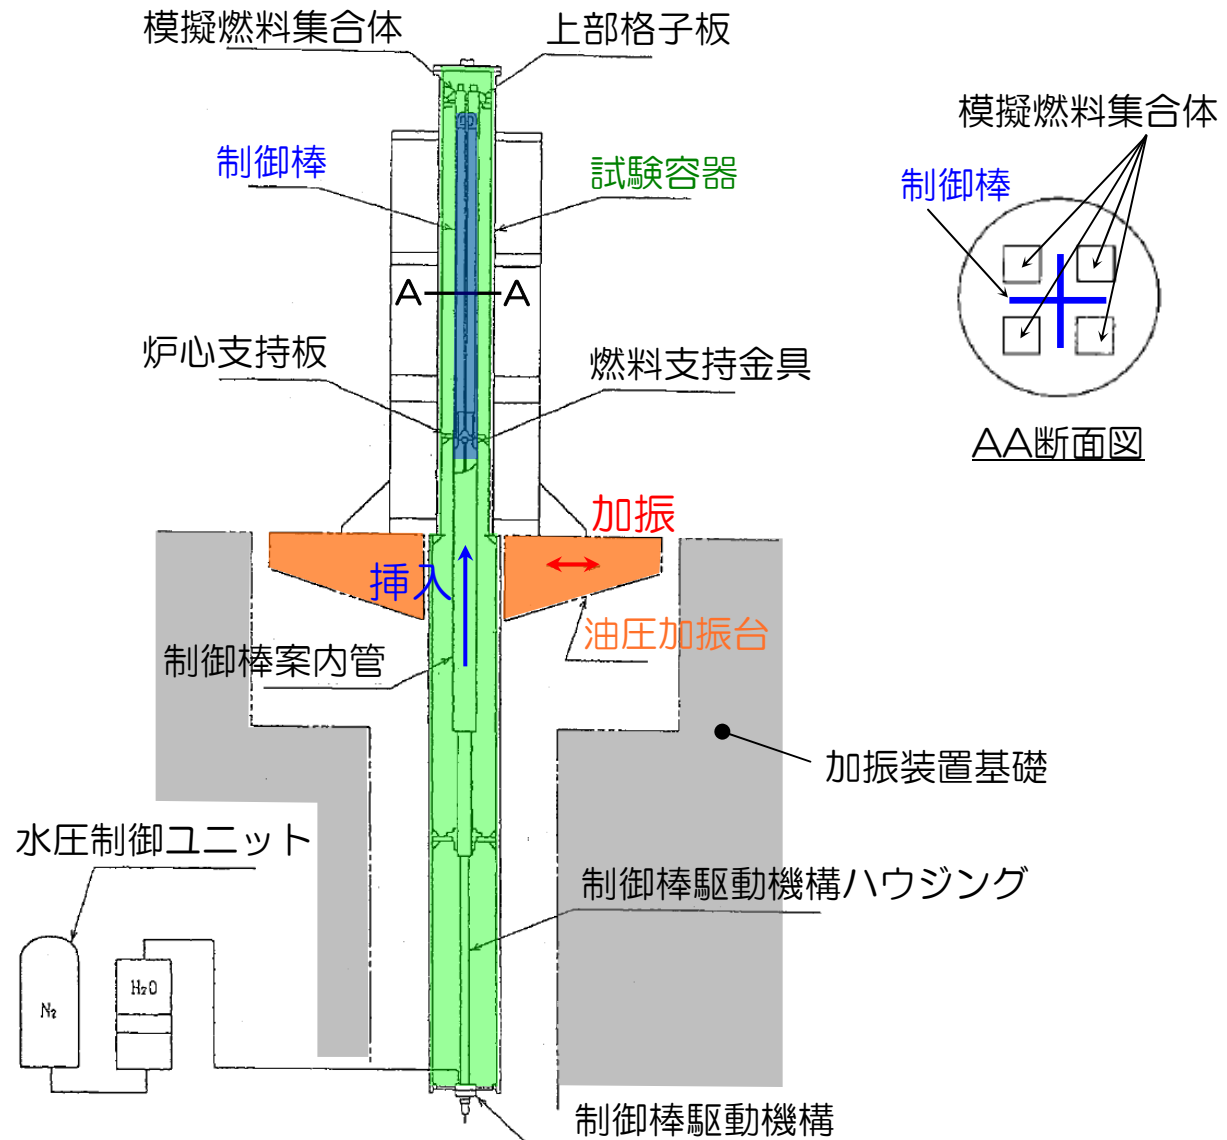 模擬燃料集合体
上部格子板
模擬燃料集合体
制御棒
試験容器
制御棒
A
A
炉心支持板
燃料支持金具
AA断面図
加振
挿入
油圧加振台
制御棒案内管
加振装置基礎
水圧制御ユニット
制御棒駆動機構ハウジング
H₂O
N₂
制御棒駆動機構